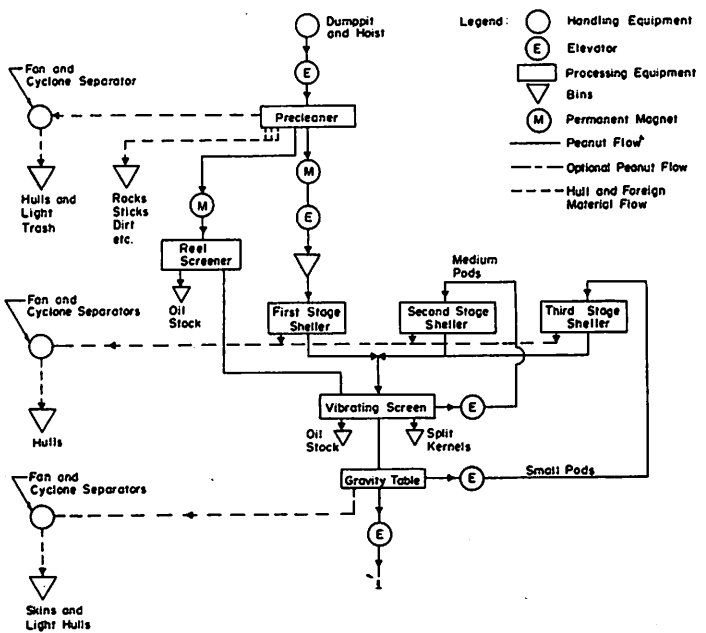 Dumppit
and Hoist
Legend:
Handling Equipment
E
Elevator
Processing Equipment
Bins
M
Permanent Magnet
Peanut Flow
Optional Peanut Flow
Hull and Foreign
Material Flow
Fan and
Cyclone Separator
E
Precleaner
Hulls and
Light
Trash
Rocks
Sticks
Dirt
etc.
M
M
E
Reel
Screener
Oil
Stock
Medium
Pods
Fan and
Cyclone Separators
First Stage
Sheller
Second Stage
Sheller
Third Stage
Sheller
Hulls
Vibrating Screen
E
Oil
Stock
Split
Kernels
Gravity Table
E
Small Pods
Fan and
Cyclone Separators
E
Skins and
Light Hulls